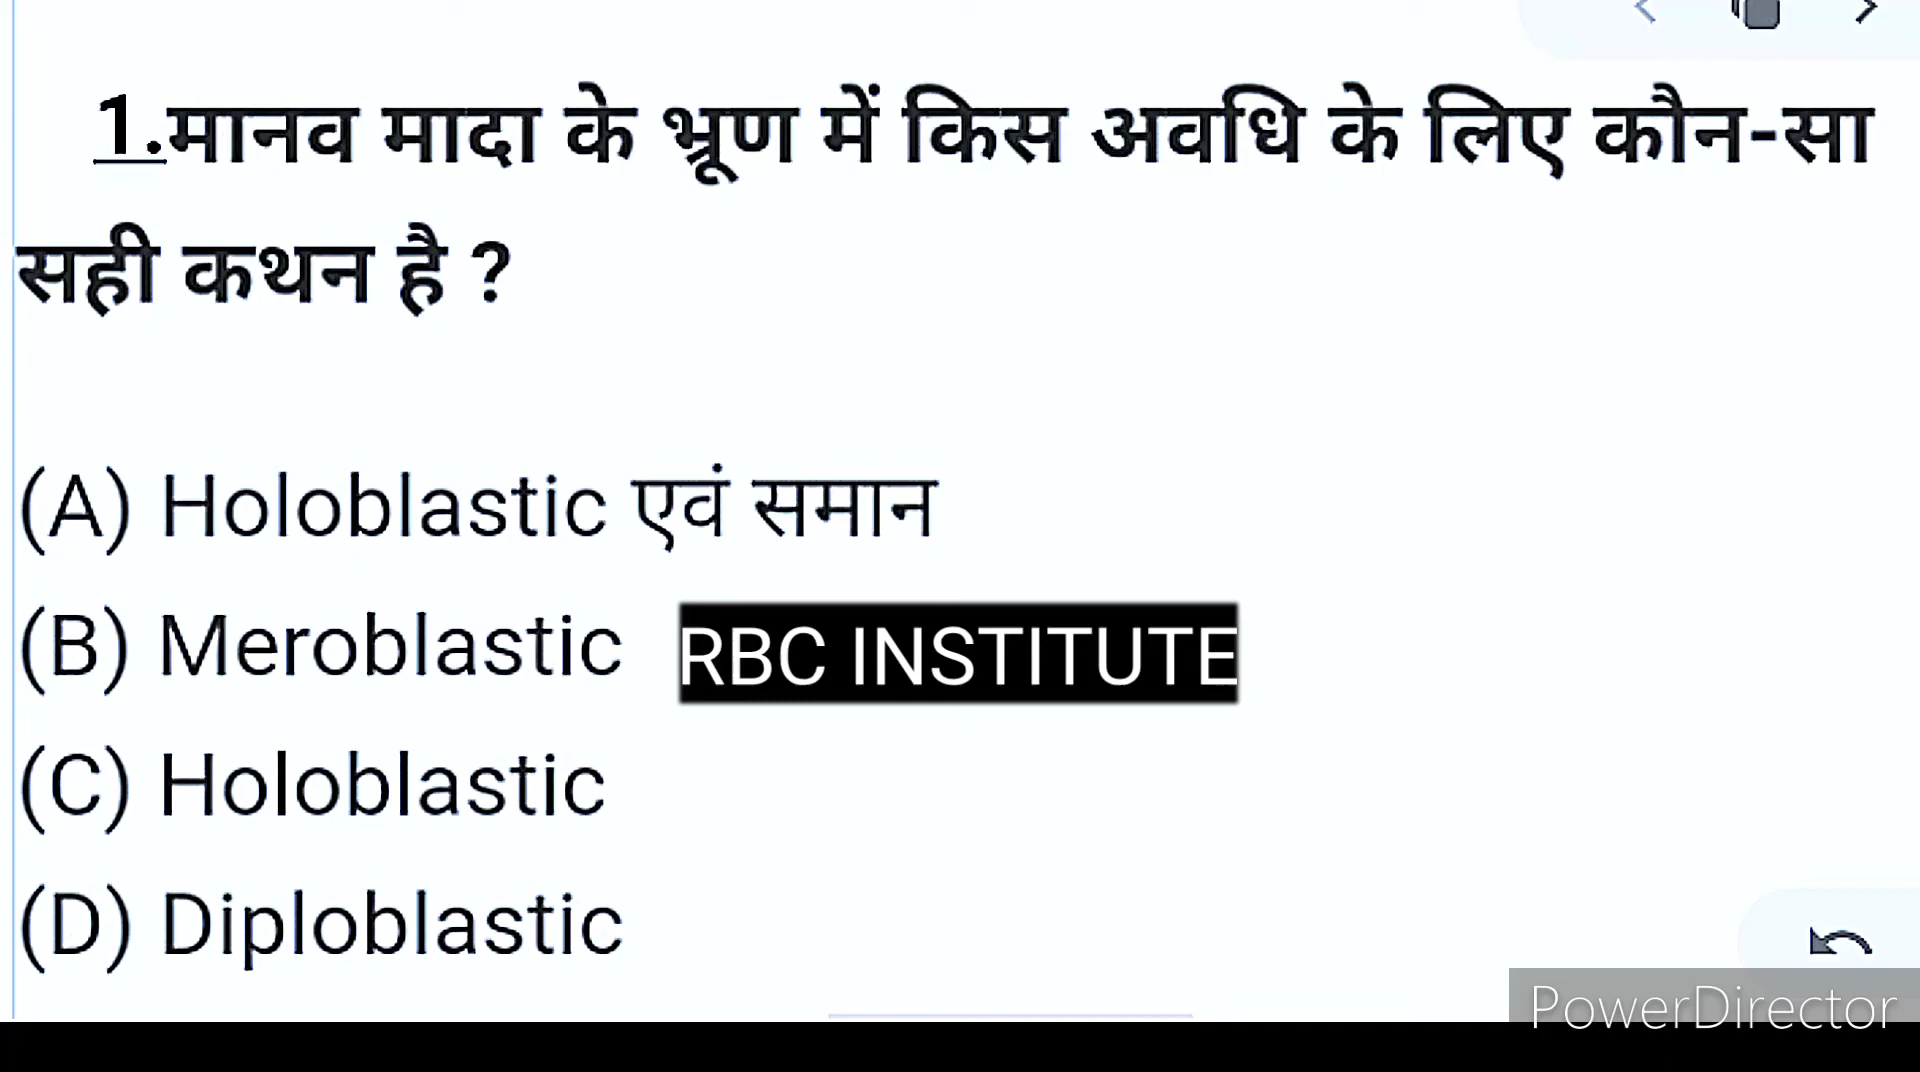 1.मानव मादा के भ्रूण में किस अवधि के लिए कौन-सा
सही कथन है ?
(A) Holoblastic एवं समान
(B) Meroblastic
RBC INSTITUTE
(C) Holoblastic
(D) Diploblastic
PowerDirector